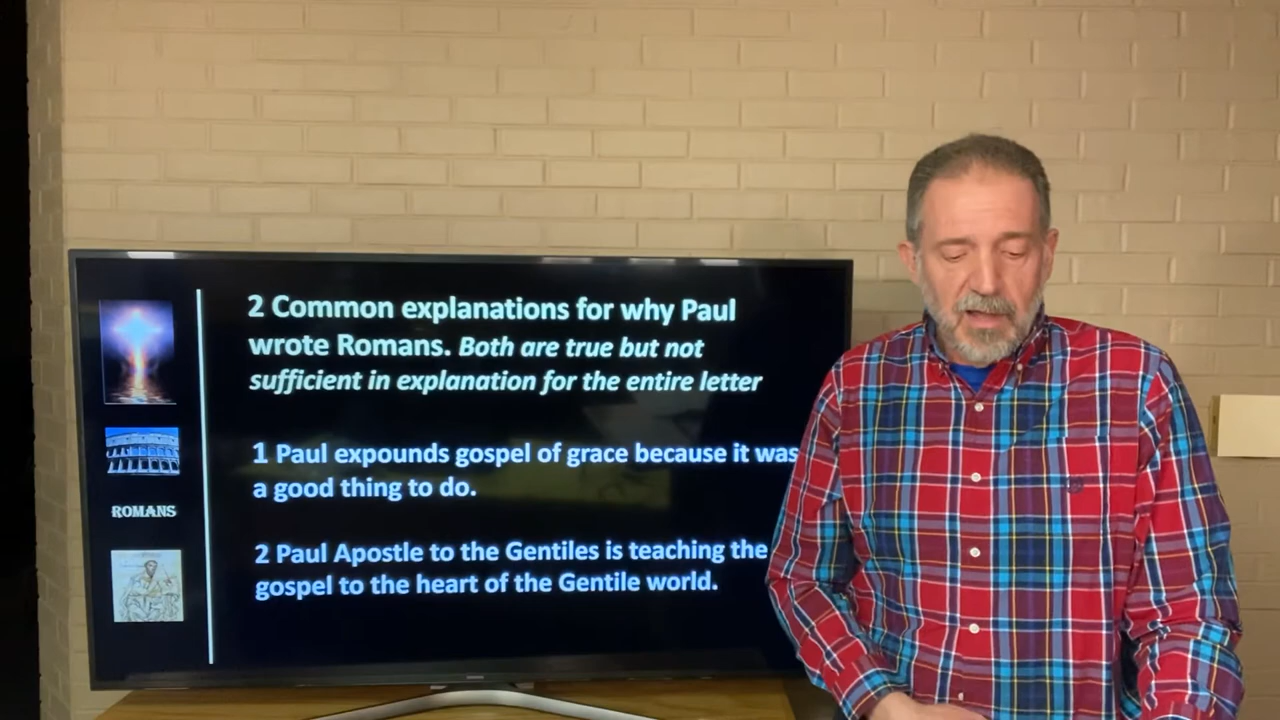 2 Common explanations for why Paul
wrote Romans. Both are true but not
sufficient in explanation for the entire letter
1 Paul expounds gospel of grace because it was
a good thing to do.
2 Paul Apostle to the Gentiles is teaching the
gospel to the heart of the Gentile world.
ROMANS